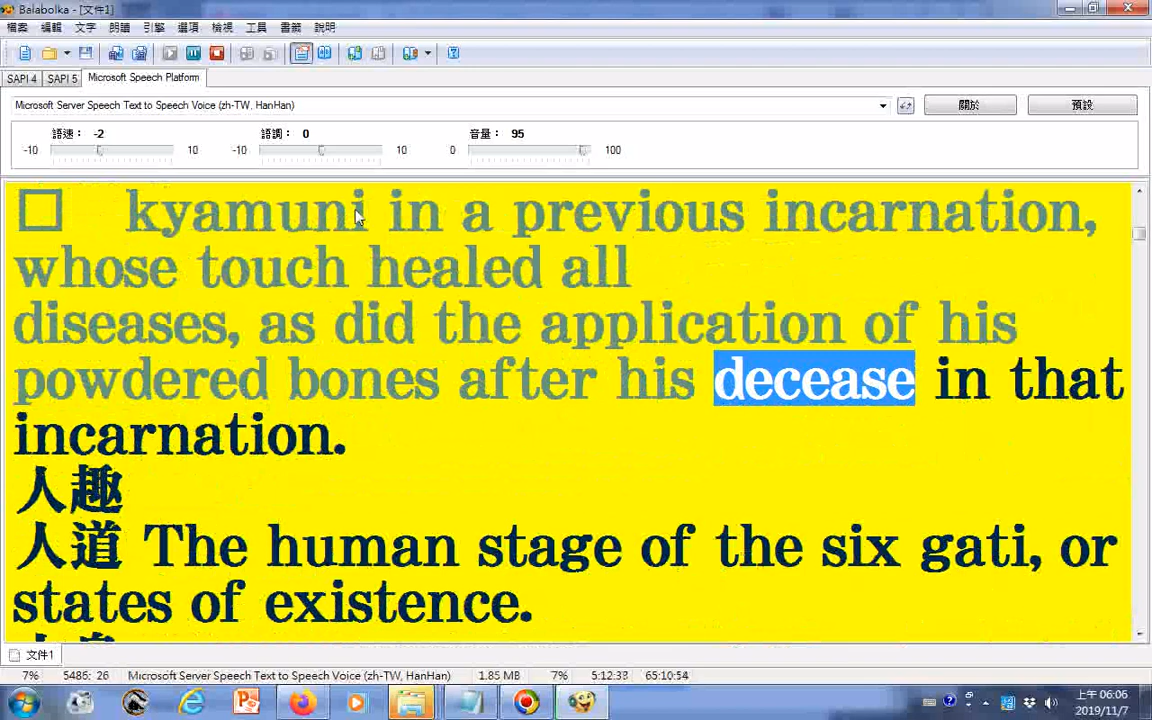 Balabolka - [文件1]
檔案 編輯 文字 朗讀 引擎 選項 檢視 工具 書籤 說明
SAPI 4 SAPI 5 Microsoft Speech Platform
Microsoft Server Speech Text to Speech Voice (zh-TW, HanHan) 關於 預設
語速： -2 語調： 0 音量： 95
-10 10 -10 10 0 100
□ kyamuni in a previous incarnation,
whose touch healed all
diseases, as did the application of his
powdered bones after his decease in that
incarnation.
人趣
人道 The human stage of the six gati, or
states of existence.
文件1
7% 5486: 26 Microsoft Server Speech Text to Speech Voice (zh-TW, HanHan) 1.85 MB 7% 5:12:33 65:10:54
上午 06:06
2019/11/7